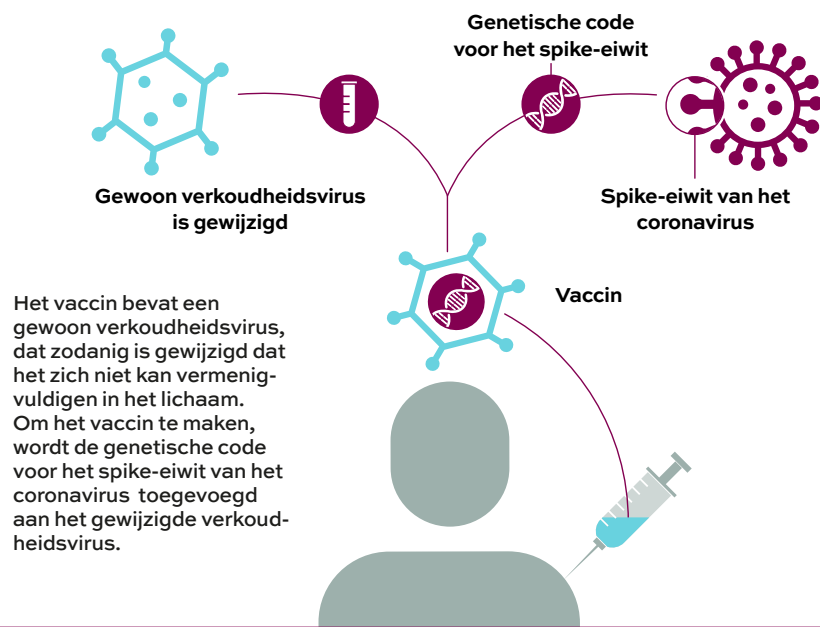 Genetische code
voor het spike-eiwit
Gewoon verkoudheidsvirus
is gewijzigd
Spike-eiwit van het
coronavirus
Vaccin
Het vaccin bevat een
gewoon verkoudheidsvirus,
dat zodanig is gewijzigd dat
het zich niet kan vermenig-
vuldigen in het lichaam.
Om het vaccin te maken,
wordt de genetische code
voor het spike-eiwit van het
coronavirus toegevoegd
aan het gewijzigde verkoud-
heidsvirus.